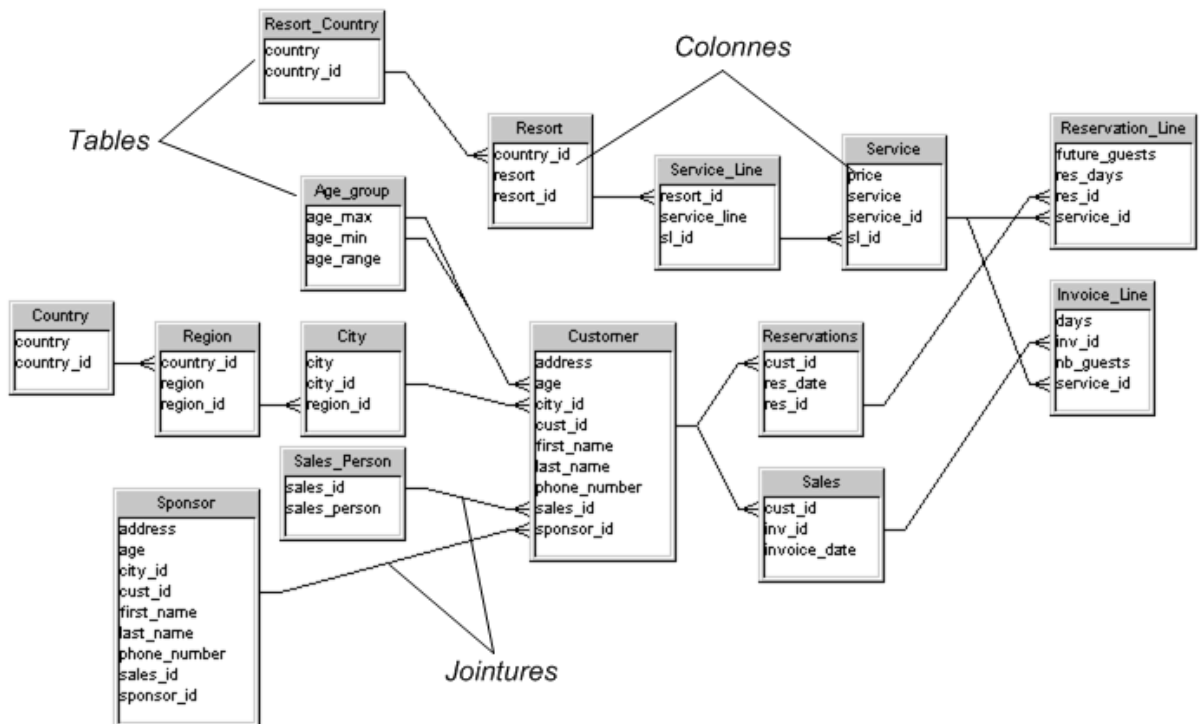 Resort_Country
country
country_id
Colonnes
Tables
Resort
country_id
resort
resort_id
Service_Line
resort_id
service_line
sl_id
Service
price
service
service_id
sl_id
Reservation_Line
future_guests
res_days
res_id
service_id
Age_group
age_max
age_min
age_range
Country
country
country_id
Region
country_id
region
region_id
City
city
city_id
region_id
Customer
address
age
city_id
cust_id
first_name
last_name
phone_number
sales_id
sponsor_id
Reservations
cust_id
res_date
res_id
Invoice_Line
days
inv_id
nb_guests
service_id
Sales_Person
sales_id
sales_person
Sales
cust_id
inv_id
invoice_date
Sponsor
address
age
city_id
cust_id
first_name
last_name
phone_number
sales_id
sponsor_id
Jointures